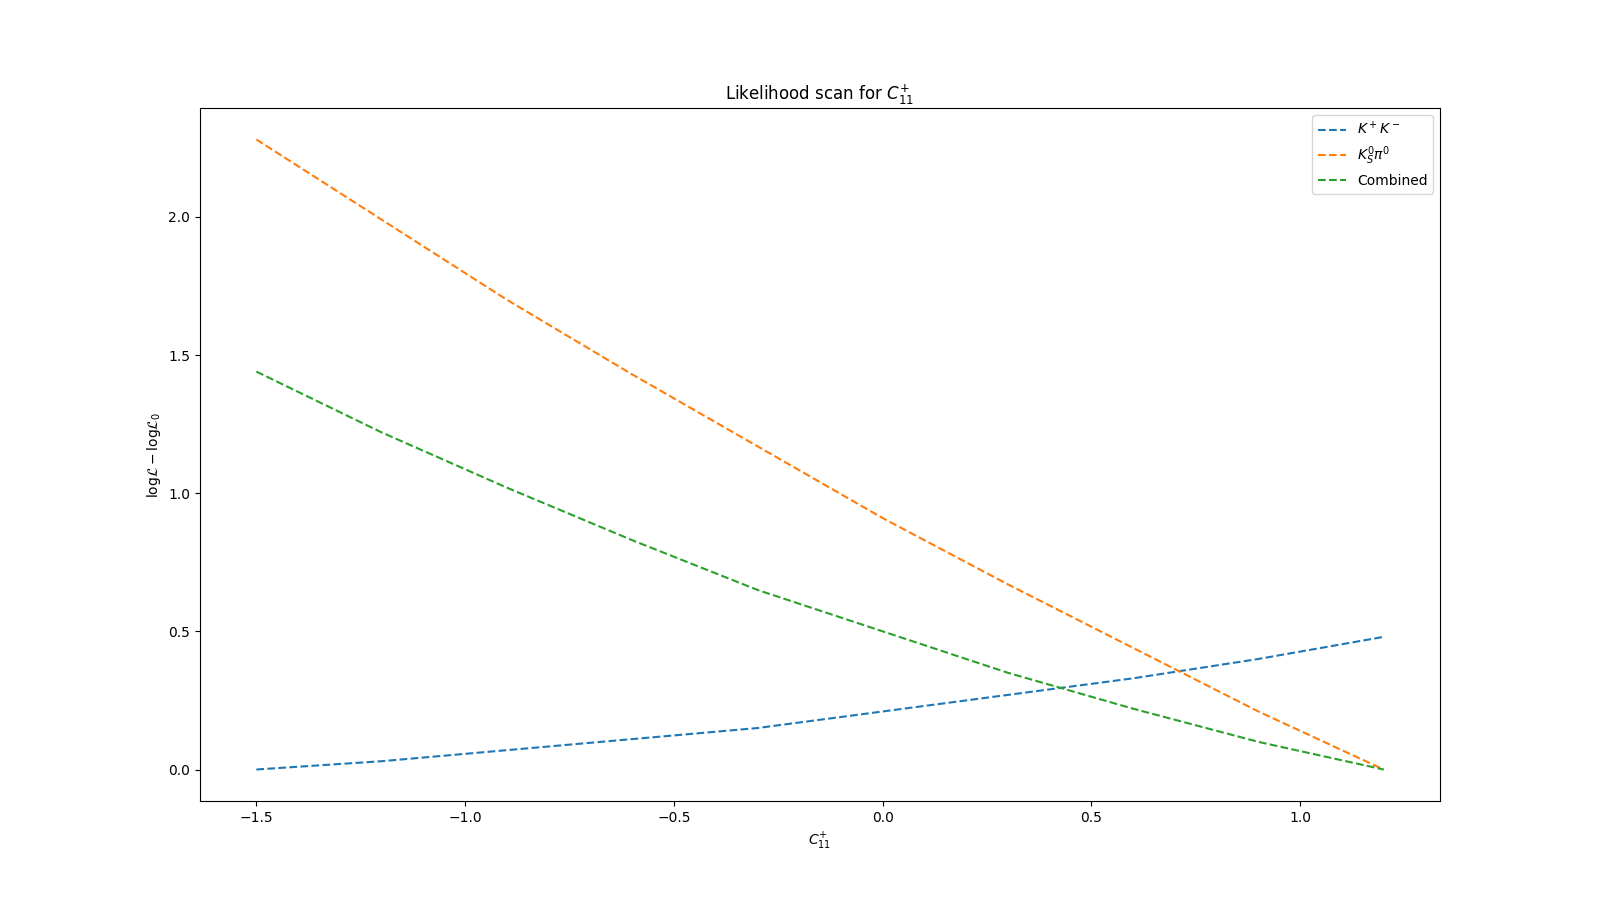 Likelihood scan for $C_{11}^{+}$
$K^+K^-$
$K_S^0\pi^0$
Combined
2.0
1.5
1.0
0.5
0.0
$\log\mathcal{L} - \log\mathcal{L}_0$
−1.5 −1.0 −0.5 0.0 0.5 1.0
$C_{11}^{+}$